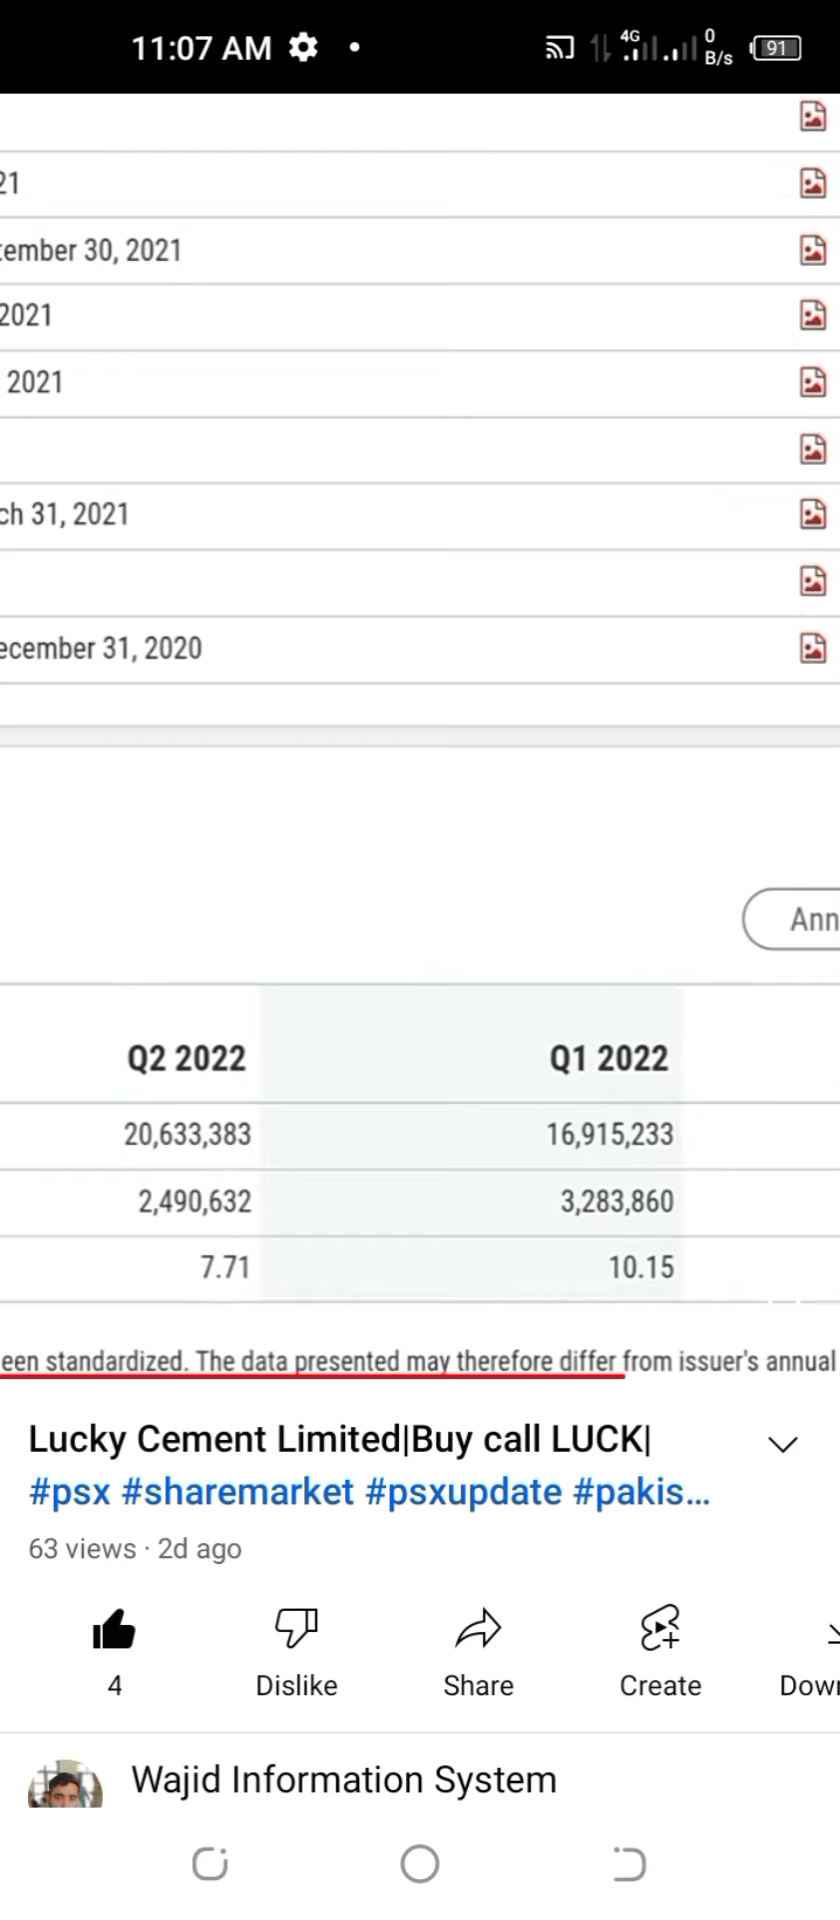 11:07 AM
4G
0
B/s
91
21
tember 30, 2021
2021
2021
ch 31, 2021
ecember 31, 2020
Ann
Q2 2022 Q1 2022
20,633,383 16,915,233
2,490,632 3,283,860
7.71 10.15
een standardized. The data presented may therefore differ from issuer's annual
Lucky Cement Limited|Buy call LUCK|
#psx #sharemarket #psxupdate #pakis...
63 views · 2d ago
4 Dislike Share Create Down
Wajid Information System